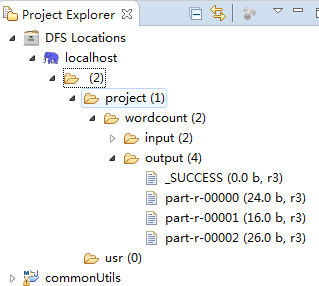 Project Explorer
DFS Locations
localhost
(2)
project (1)
wordcount (2)
input (2)
output (4)
_SUCCESS (0.0 b, r3)
part-r-00000 (24.0 b, r3)
part-r-00001 (16.0 b, r3)
part-r-00002 (26.0 b, r3)
usr (0)
commonUtils